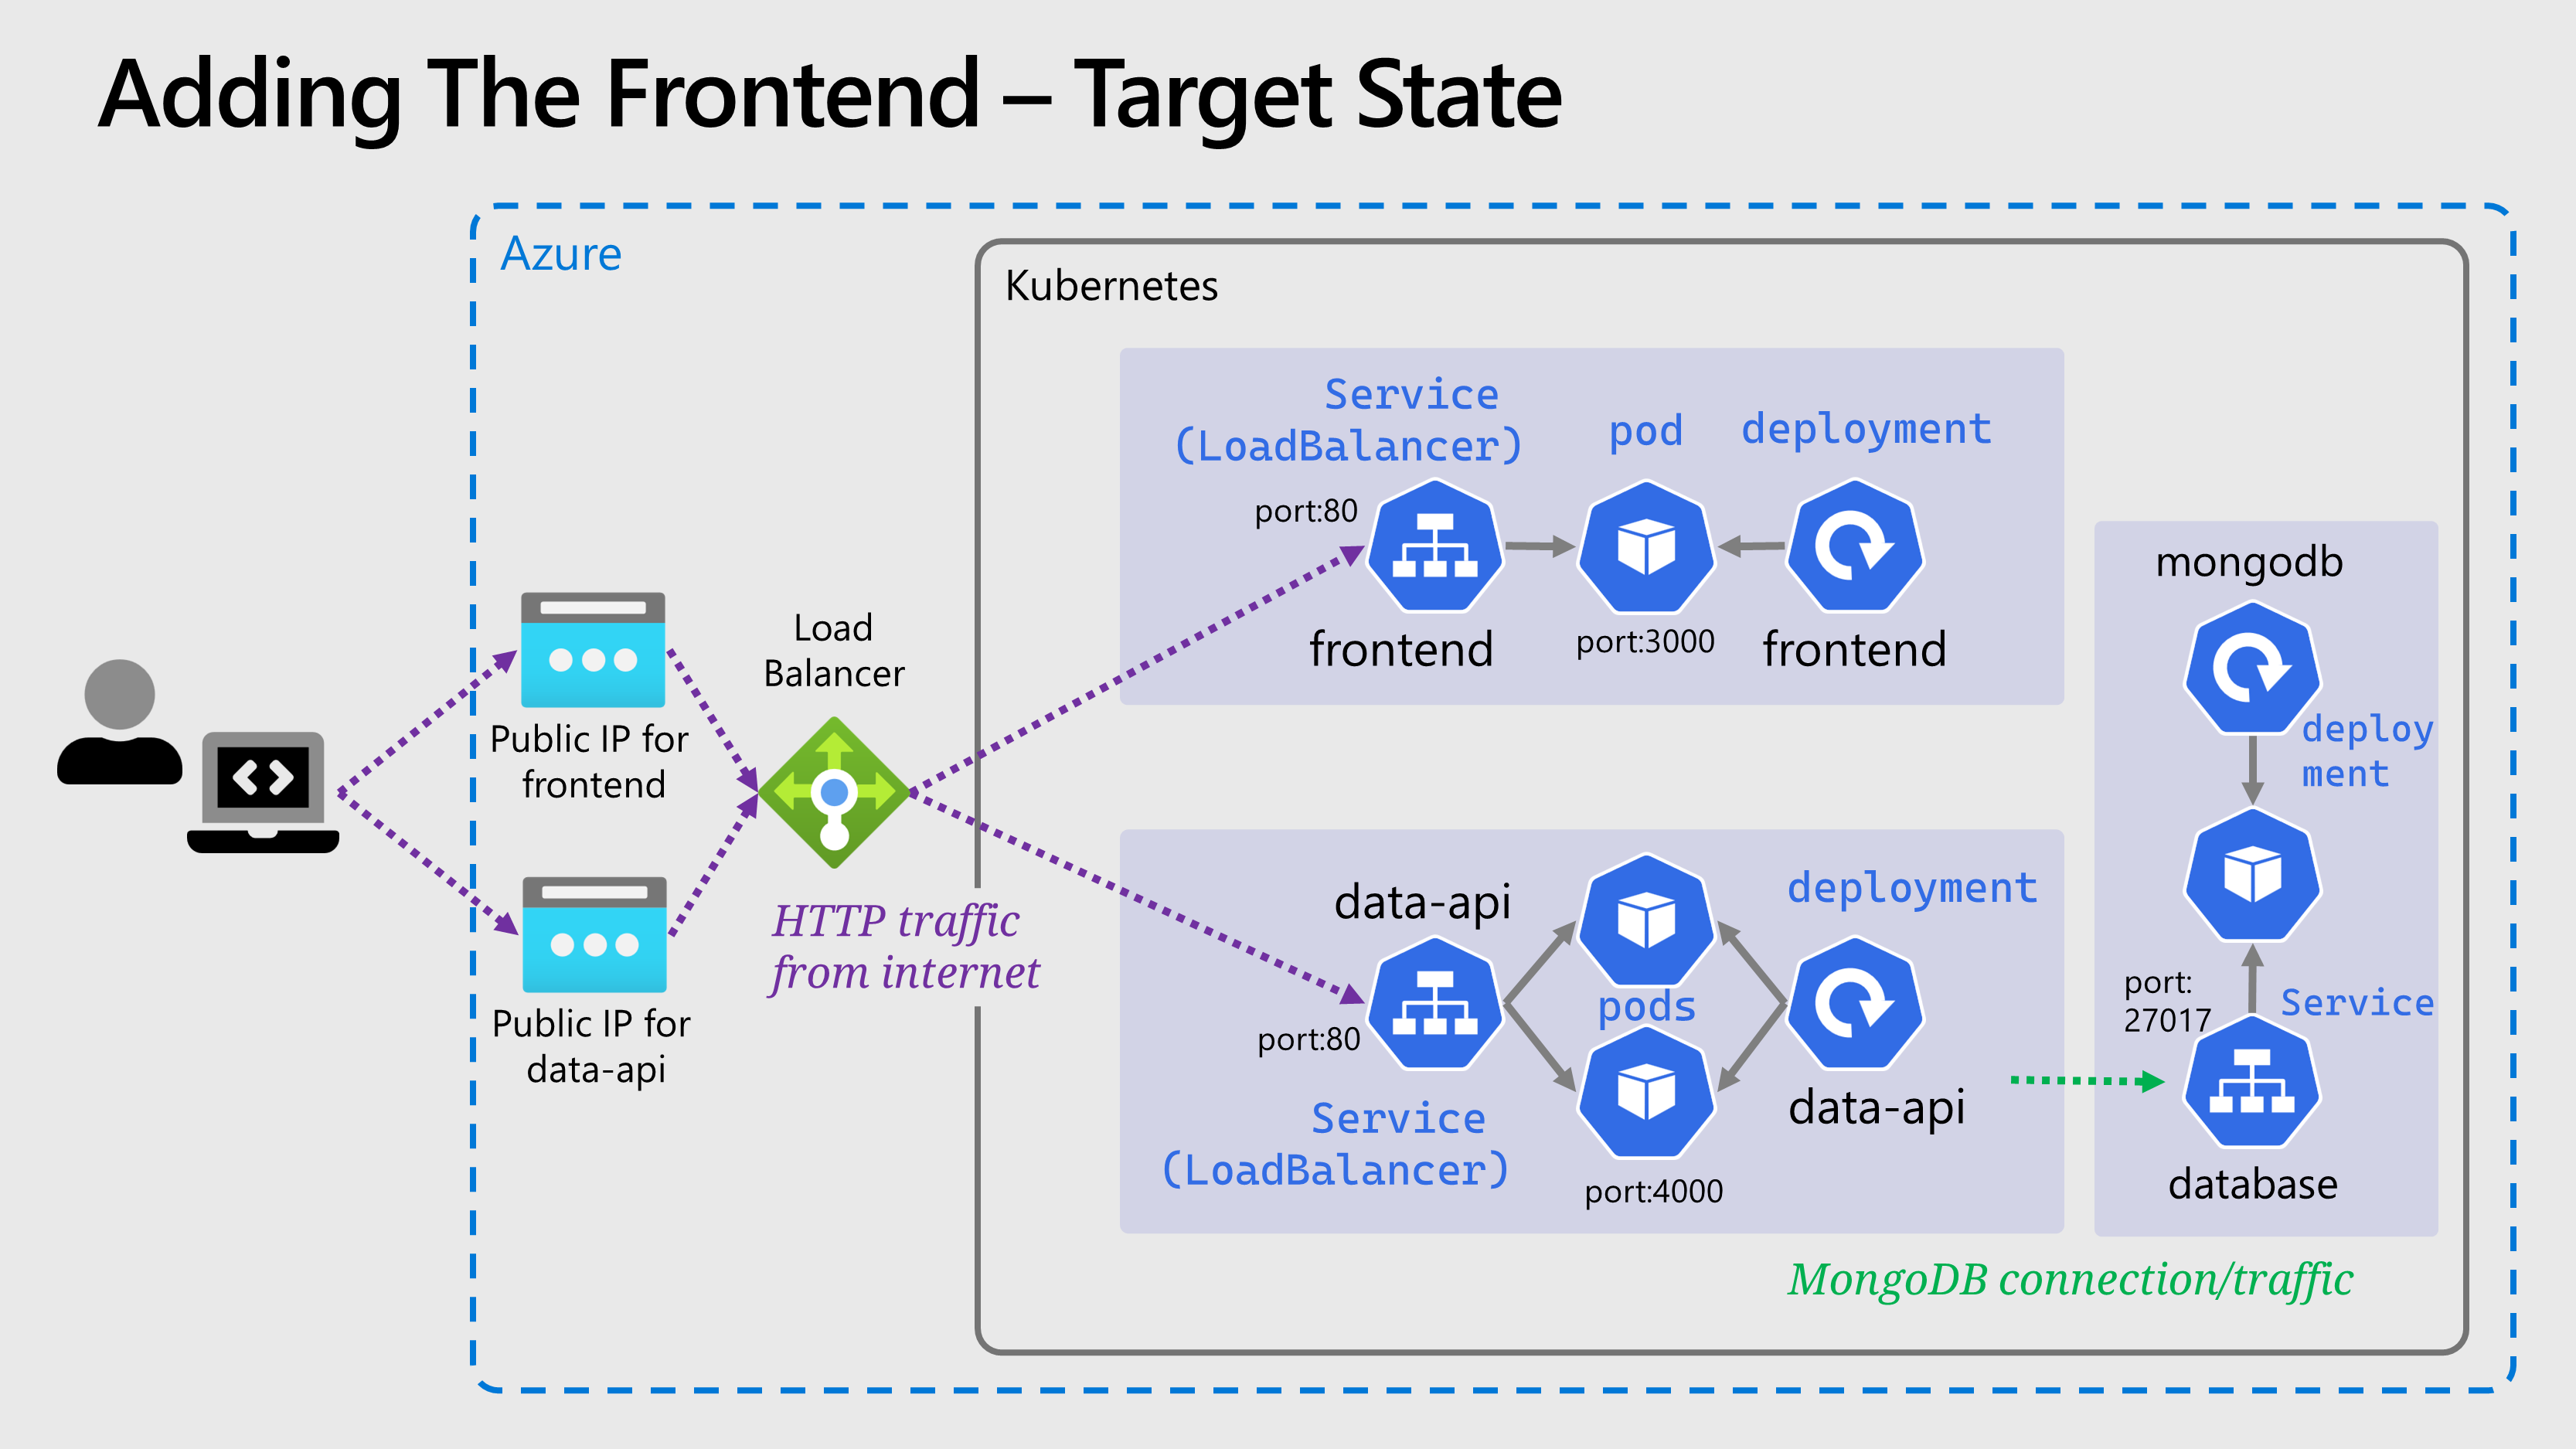 Adding The Frontend – Target State
Azure
Kubernetes
Service
(LoadBalancer)
pod
deployment
port:80
frontend
port:3000
frontend
mongodb
deploy
ment
port:
27017
Service
database
Public IP for
frontend
Load
Balancer
Public IP for
data-api
HTTP traffic
from internet
data-api
deployment
pods
port:80
Service
(LoadBalancer)
port:4000
data-api
MongoDB connection/traffic